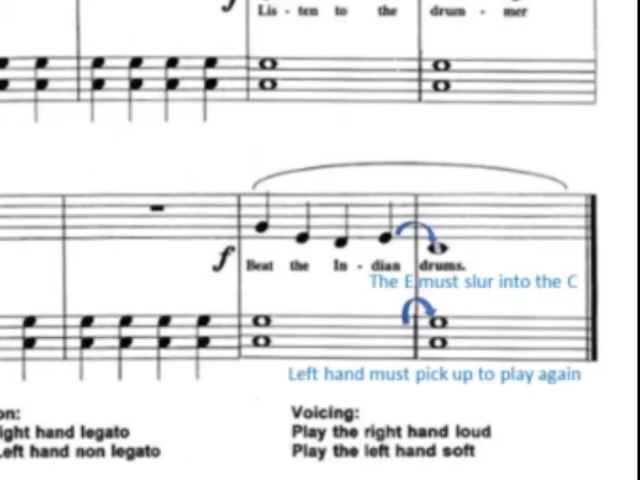 f
Lis - ten to the drum - mer
f
Beat the In - dian drums.
The E must slur into the C
Left hand must pick up to play again
on:
ight hand legato
Left hand non legato
Voicing:
Play the right hand loud
Play the left hand soft